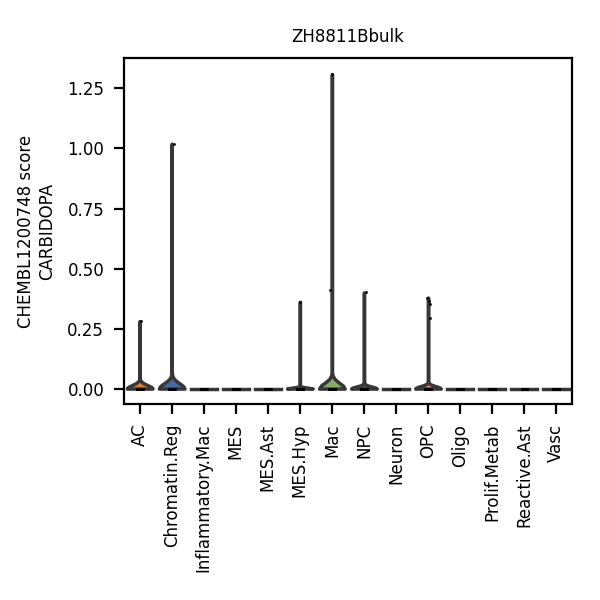 ZH8811Bbulk
CHEMBL1200748 score
CARBIDOPA
1.25
1.00
0.75
0.50
0.25
0.00
AC
Chromatin.Reg
Inflammatory.Mac
MES
MES.Ast
MES.Hyp
Mac
NPC
Neuron
OPC
Oligo
Prolif.Metab
Reactive.Ast
Vasc